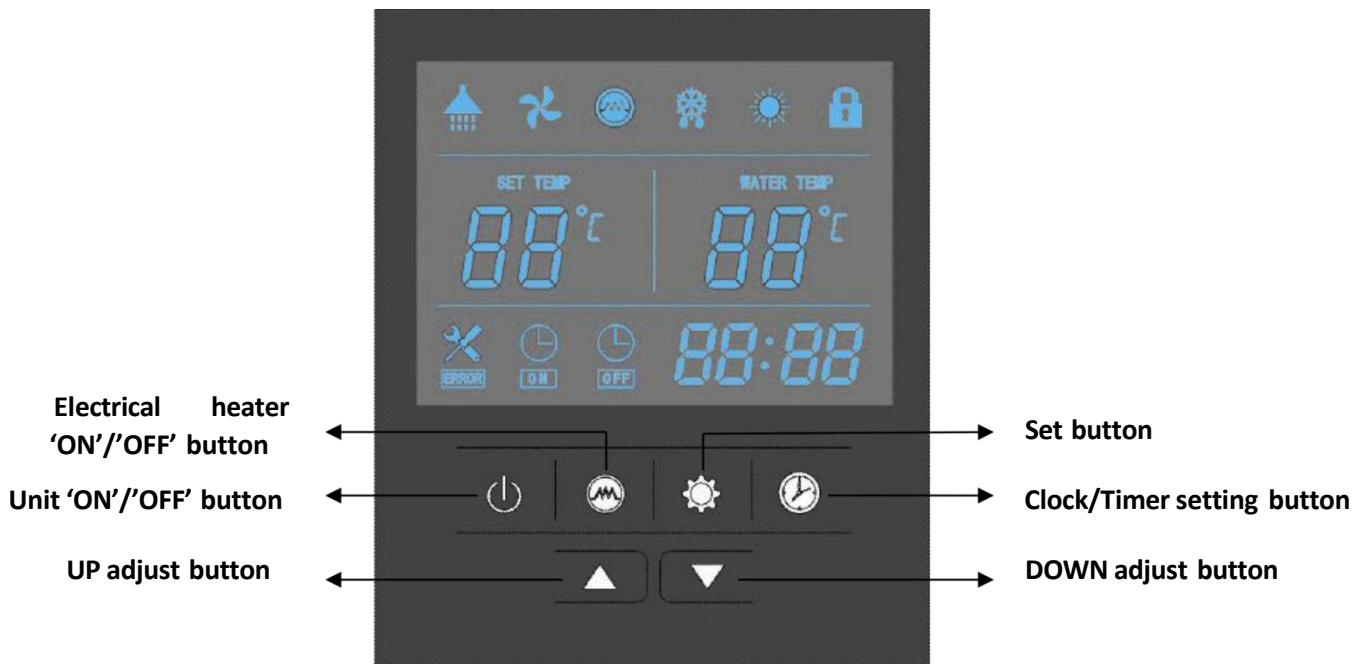 SET TEMP
WATER TEMP
88°C
88°C
ERROR
ON
OFF
88:88
Electrical heater
‘ON’/’OFF’ button
Set button
Unit ‘ON’/’OFF’ button
Clock/Timer setting button
UP adjust button
DOWN adjust button